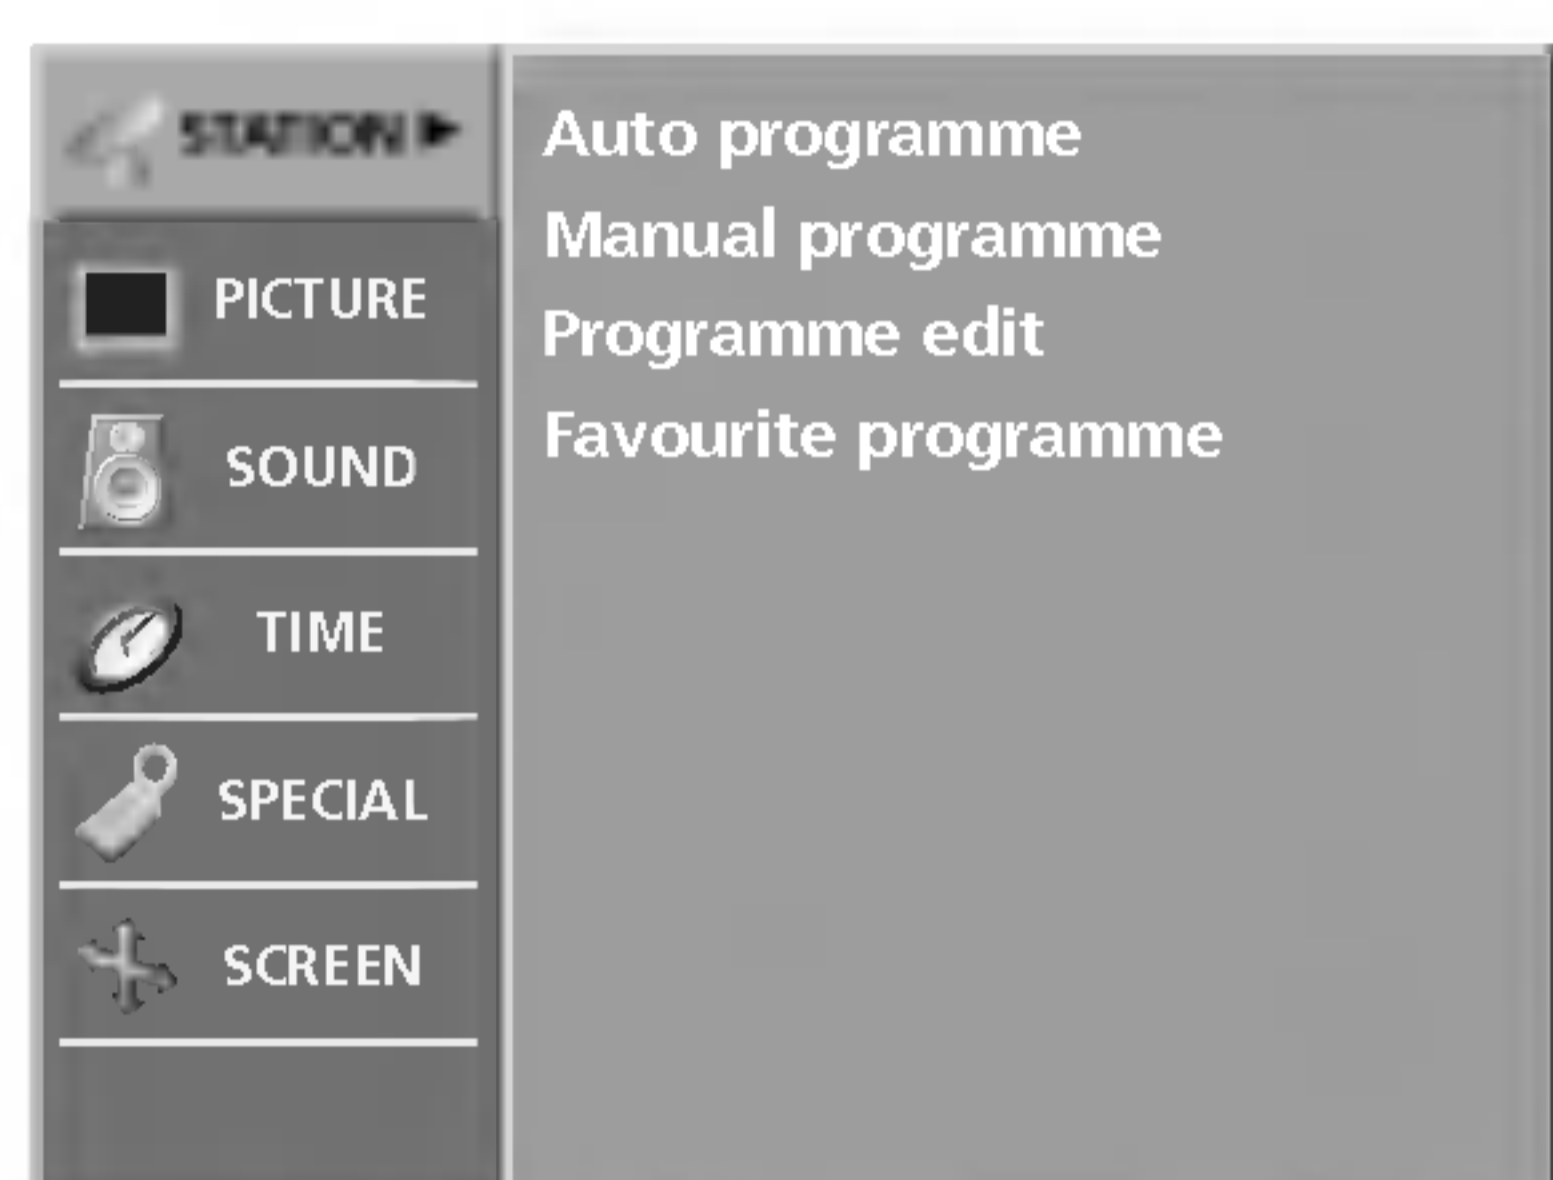 STATION
PICTURE
SOUND
TIME
SPECIAL
SCREEN
Auto programme
Manual programme
Programme edit
Favourite programme